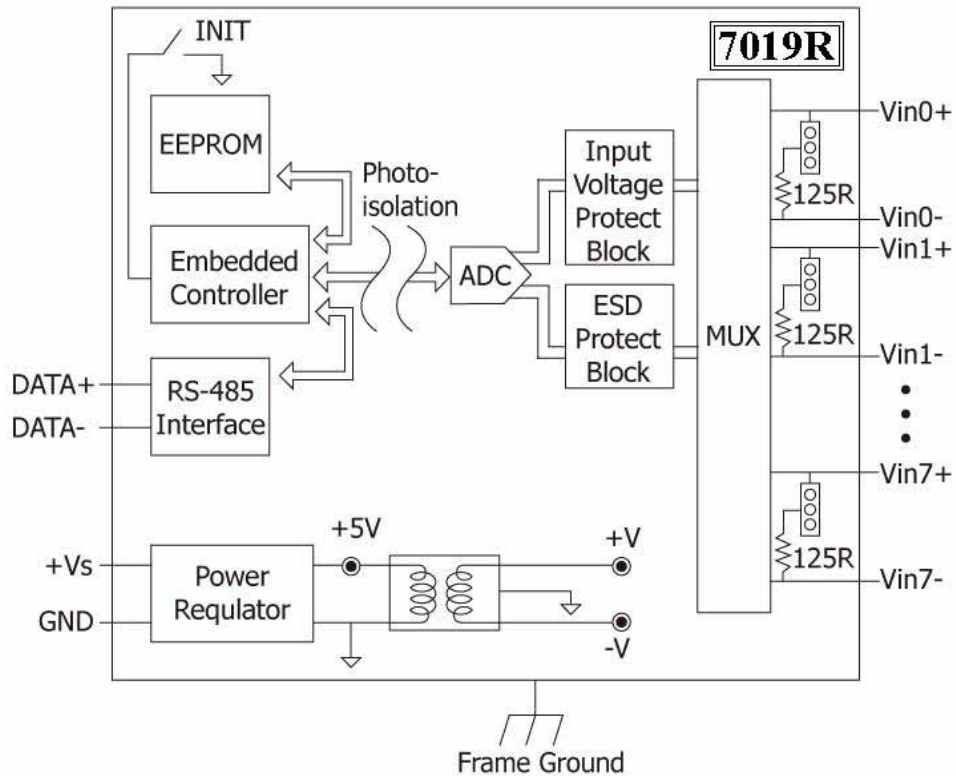 INIT
7019R
EEPROM
Photo-
isolation
Embedded
Controller
ADC
Input
Voltage
Protect
Block
ESD
Protect
Block
MUX
Vin0+
125R
Vin0-
Vin1+
125R
Vin1-
Vin7+
125R
Vin7-
DATA+
DATA-
RS-485
Interface
+Vs
GND
Power
Requlator
+5V
+V
-V
Frame Ground